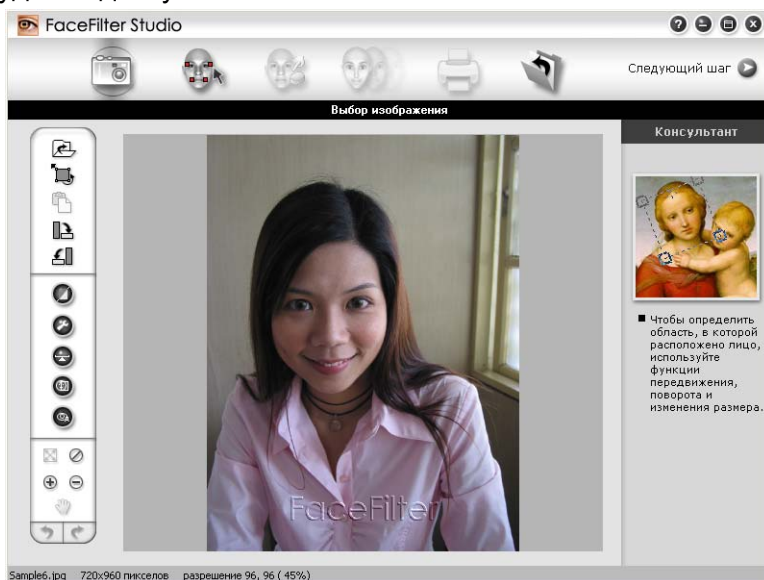 FaceFilter Studio
Следующий шаг
Выбор изображения
Консультант
Чтобы определить
область, в которой
расположено лицо,
используйте
функции
передвижения,
поворота и
изменения размера.
FaceFilter
Sample6.jpg 720x960 пикселов разрешение 96, 96 ( 45%)